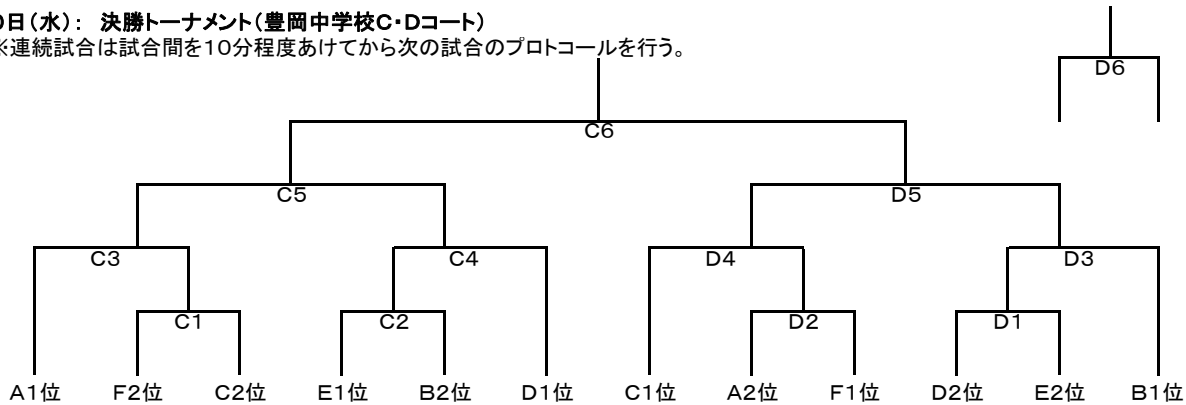 日(水): 決勝トーナメント(豊岡中学校C・Dコート)
※連続試合は試合間を10分程度あけてから次の試合のプロトコールを行う。
D6
C6
C5 D5
C3 C4 D4 D3
C1 C2 D2 D1
A1位 F2位 C2位 E1位 B2位 D1位 C1位 A2位 F1位 D2位 E2位 B1位